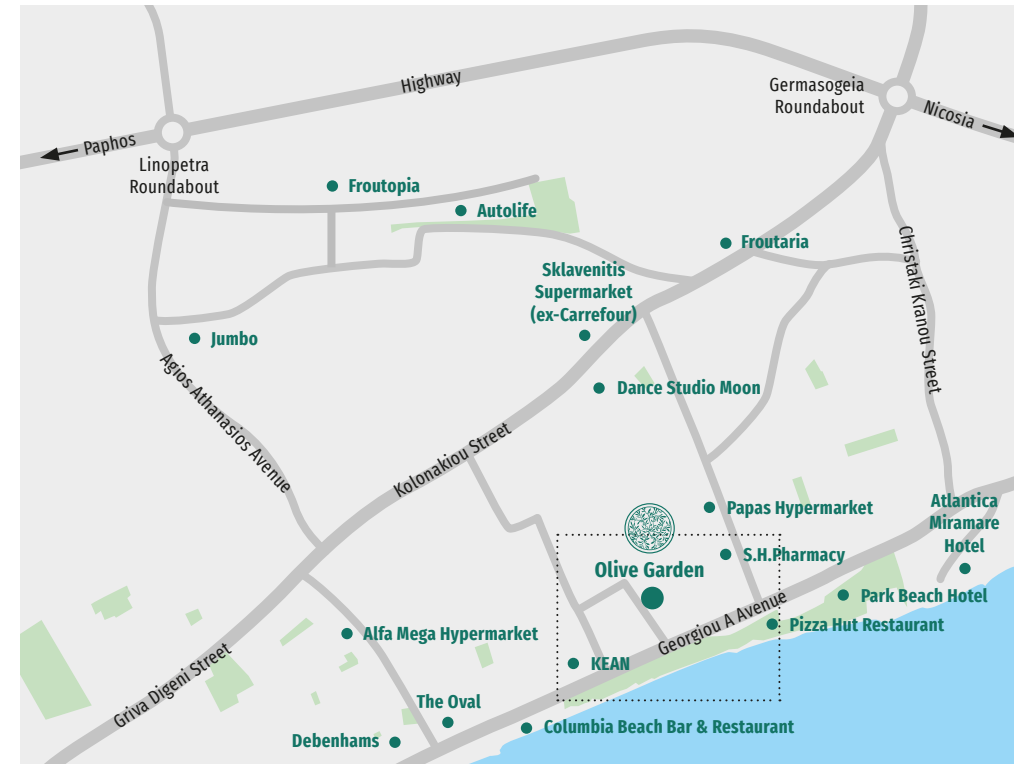 Highway
Germasogeia
Roundabout
Nicosia
Paphos
Linopetra
Roundabout
Froutopia
Autolife
Froutaria
Christaki Kranou Street
Sklavenitis
Supermarket
(ex-Carrefour)
Jumbo
Agios Athanasios Avenue
Dance Studio Moon
Kolonakiou Street
Papas Hypermarket
Atlantica
Miramare
Hotel
S.H.Pharmacy
Olive Garden
Park Beach Hotel
Georgiou A Avenue
Pizza Hut Restaurant
Alfa Mega Hypermarket
KEAN
Griva Digeni Street
The Oval
Columbia Beach Bar & Restaurant
Debenhams